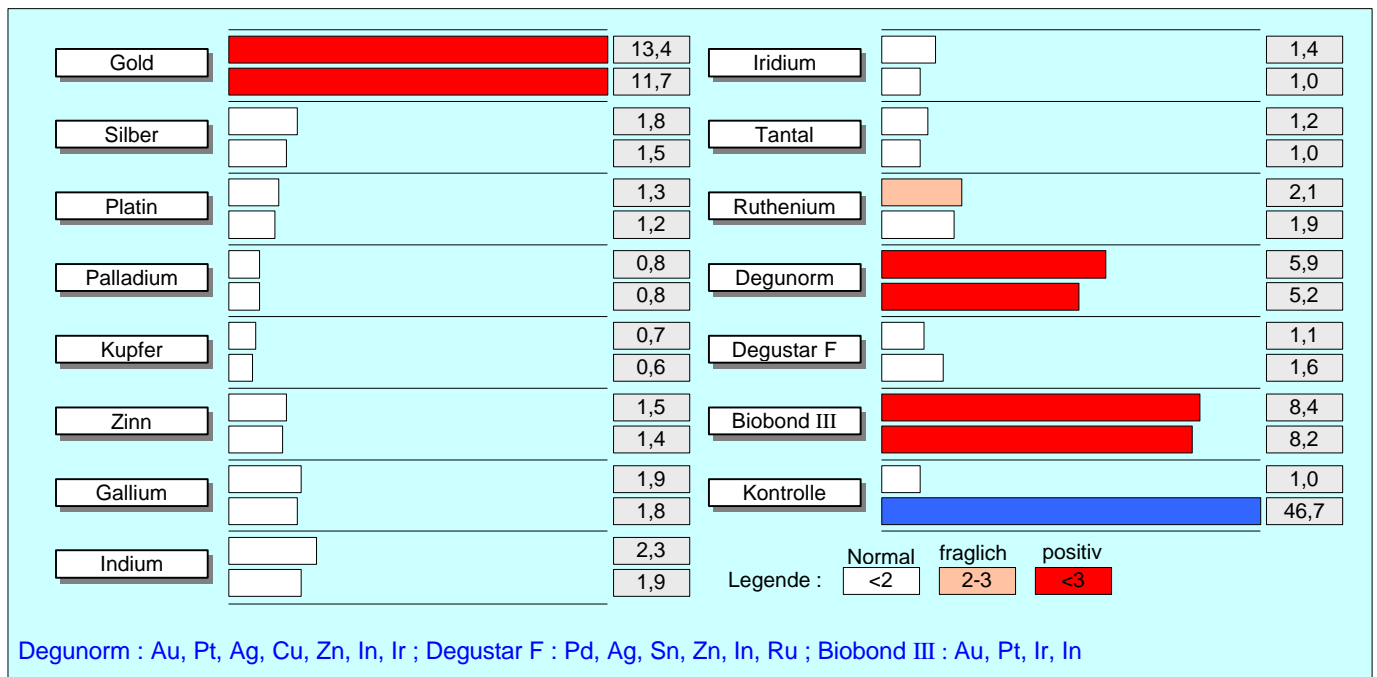 Gold 13,4
11,7
Silber 1,8
1,5
Platin 1,3
1,2
Palladium 0,8
0,8
Kupfer 0,7
0,6
Zinn 1,5
1,4
Gallium 1,9
1,8
Indium 2,3
1,9
Iridium 1,4
1,0
Tantal 1,2
1,0
Ruthenium 2,1
1,9
Degunorm 5,9
5,2
Degustar F 1,1
1,6
Biobond III 8,4
8,2
Kontrolle 1,0
46,7
Normal fraglich positiv
Legende : <2 2-3 <3
Degunorm : Au, Pt, Ag, Cu, Zn, In, Ir ; Degustar F : Pd, Ag, Sn, Zn, In, Ru ; Biobond III : Au, Pt, Ir, In